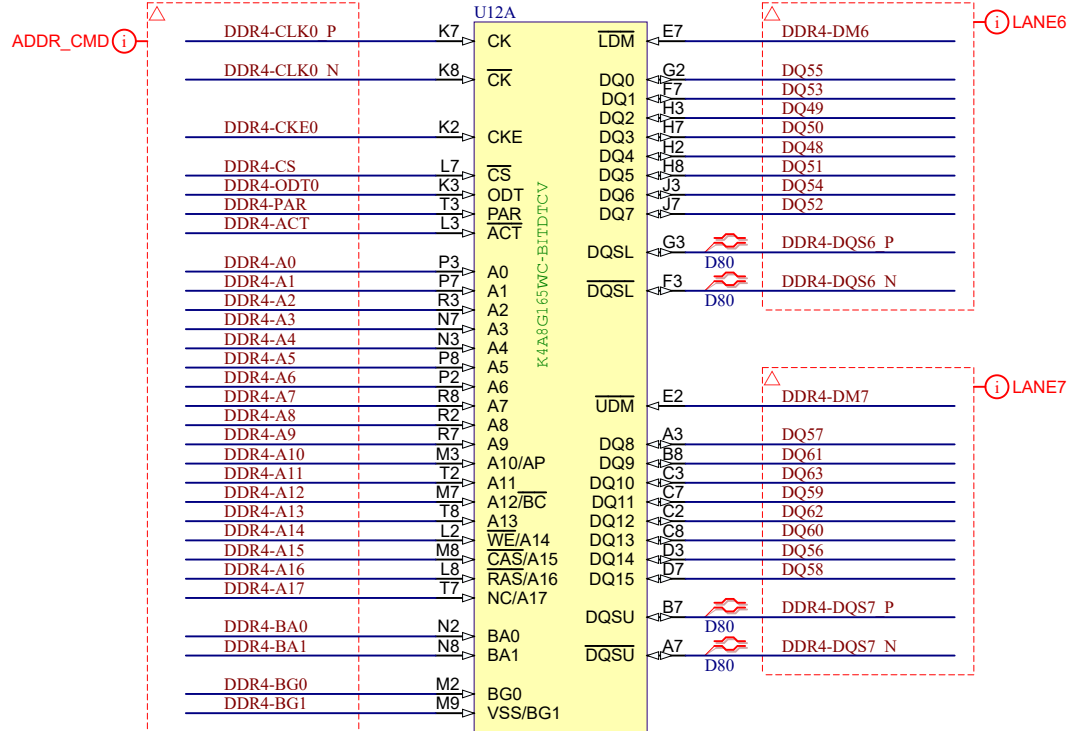 U12A
ADDR_CMD i
LANE6 i
DDR4-CLK0_P K7 CK LDM E7 DDR4-DM6
DDR4-CLK0_N K8 CK DQ0 G2 DQ55
DQ1 F7 DQ53
DQ2 H3 DQ49
DDR4-CKE0 K2 CKE DQ3 H7 DQ50
DQ4 H2 DQ48
DDR4-CS L7 CS DQ5 H8 DQ51
DDR4-ODT0 K3 ODT DQ6 J3 DQ54
DDR4-PAR T3 PAR DQ7 J7 DQ52
DDR4-ACT L3 ACT
DQSL G3 D80 DDR4-DQS6_P
DDR4-A0 P3 A0
DDR4-A1 P7 A1 DQSL F3 D80 DDR4-DQS6_N
DDR4-A2 R3 A2
DDR4-A3 N7 A3
DDR4-A4 N3 A4
DDR4-A5 P8 A5
DDR4-A6 P2 A6
K4A8G165WC-BITDTCV
i LANE7
DDR4-A7 R8 A7 UDM E2 DDR4-DM7
DDR4-A8 R2 A8
DDR4-A9 R7 A9 DQ8 A3 DQ57
DDR4-A10 M3 A10/AP DQ9 B8 DQ61
DDR4-A11 T2 A11 DQ10 C3 DQ63
DDR4-A12 M7 A12/BC DQ11 C7 DQ59
DDR4-A13 T8 A13 DQ12 C2 DQ62
DDR4-A14 L2 WE/A14 DQ13 C8 DQ60
DDR4-A15 M8 CAS/A15 DQ14 D3 DQ56
DDR4-A16 L8 RAS/A16 DQ15 D7 DQ58
DDR4-A17 T7 NC/A17
DQSU B7 D80 DDR4-DQS7_P
DDR4-BA0 N2 BA0
DDR4-BA1 N8 BA1 DQSU A7 D80 DDR4-DQS7_N
DDR4-BG0 M2 BG0
DDR4-BG1 M9 VSS/BG1